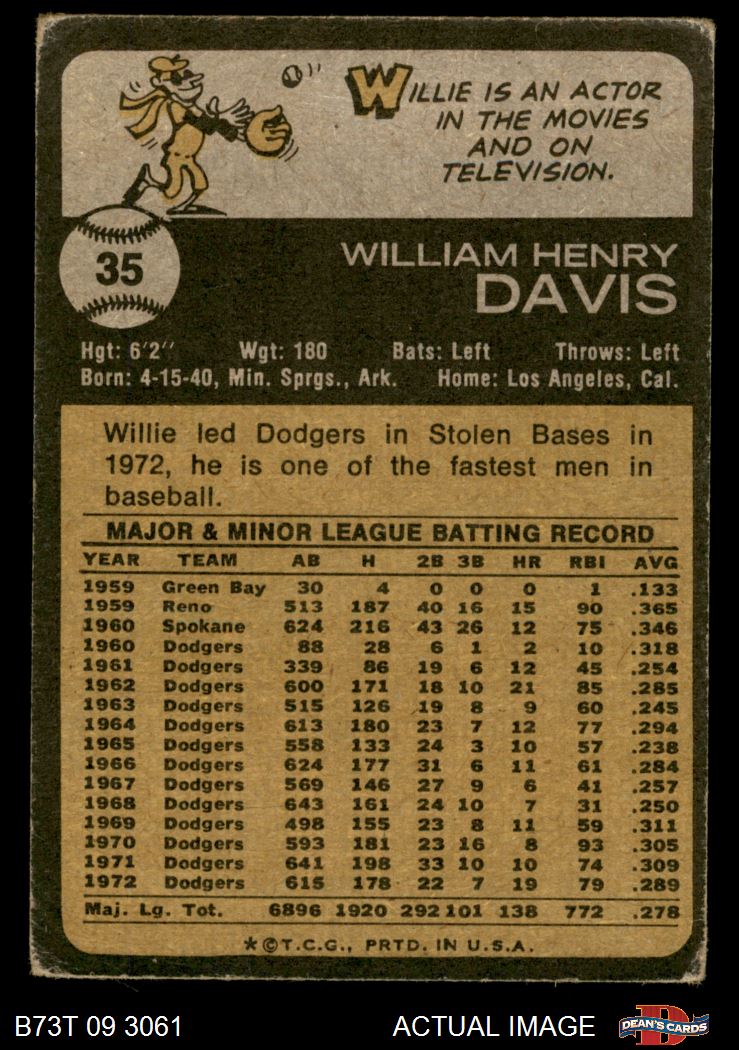 WILLIE IS AN ACTOR
IN THE MOVIES
AND ON
TELEVISION.
35
WILLIAM HENRY
DAVIS
Hgt: 6'2" Wgt: 180 Bats: Left Throws: Left
Born: 4-15-40, Min. Sprgs., Ark. Home: Los Angeles, Cal.
Willie led Dodgers in Stolen Bases in
1972, he is one of the fastest men in
baseball.
MAJOR & MINOR LEAGUE BATTING RECORD
YEAR TEAM AB H 2B 3B HR RBI AVG
1959 Green Bay 30 4 0 0 0 1 .133
1959 Reno 513 187 40 16 15 90 .365
1960 Spokane 624 216 43 26 12 75 .346
1960 Dodgers 88 28 6 1 2 10 .318
1961 Dodgers 339 86 19 6 12 45 .254
1962 Dodgers 600 171 18 10 21 85 .285
1963 Dodgers 515 126 19 8 9 60 .245
1964 Dodgers 613 180 23 7 12 77 .294
1965 Dodgers 558 133 24 3 10 57 .238
1966 Dodgers 624 177 31 6 11 61 .284
1967 Dodgers 569 146 27 9 6 41 .257
1968 Dodgers 643 161 24 10 7 31 .250
1969 Dodgers 498 155 23 8 11 59 .311
1970 Dodgers 593 181 23 16 8 93 .305
1971 Dodgers 641 198 33 10 10 74 .309
1972 Dodgers 615 178 22 7 19 79 .289
Maj. Lg. Tot. 6896 1920 292 101 138 772 .278
*©T.C.G., PRTD. IN U.S.A.
B73T 09 3061 ACTUAL IMAGE
D
DEAN'S CARDS